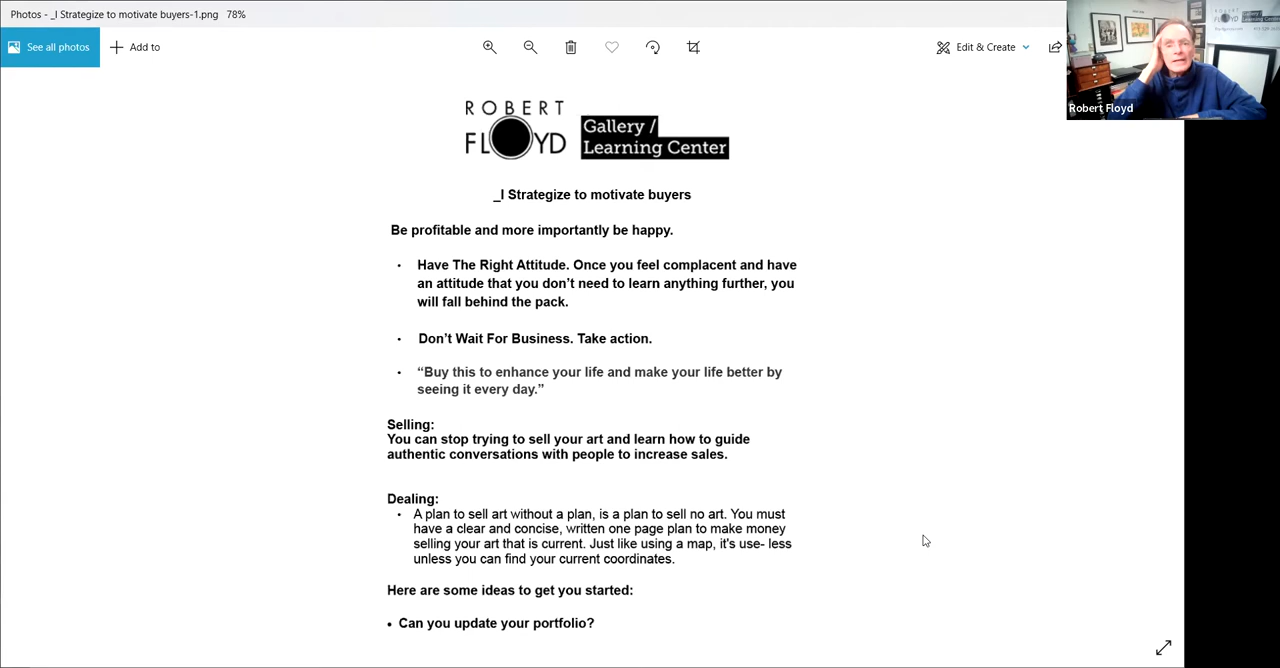 Photos - _I Strategize to motivate buyers-1.png   78%
See all photos
Add to
Edit & Create
Robert Floyd
ROBERT
FLOYD
Gallery /
Learning Center
_I Strategize to motivate buyers
Be profitable and more importantly be happy.
• Have The Right Attitude. Once you feel complacent and have
an attitude that you don’t need to learn anything further, you
will fall behind the pack.
• Don’t Wait For Business. Take action.
• “Buy this to enhance your life and make your life better by
seeing it every day.”
Selling:
You can stop trying to sell your art and learn how to guide
authentic conversations with people to increase sales.
Dealing:
• A plan to sell art without a plan, is a plan to sell no art. You must
have a clear and concise, written one page plan to make money
selling your art that is current. Just like using a map, it's use- less
unless you can find your current coordinates.
Here are some ideas to get you started:
• Can you update your portfolio?